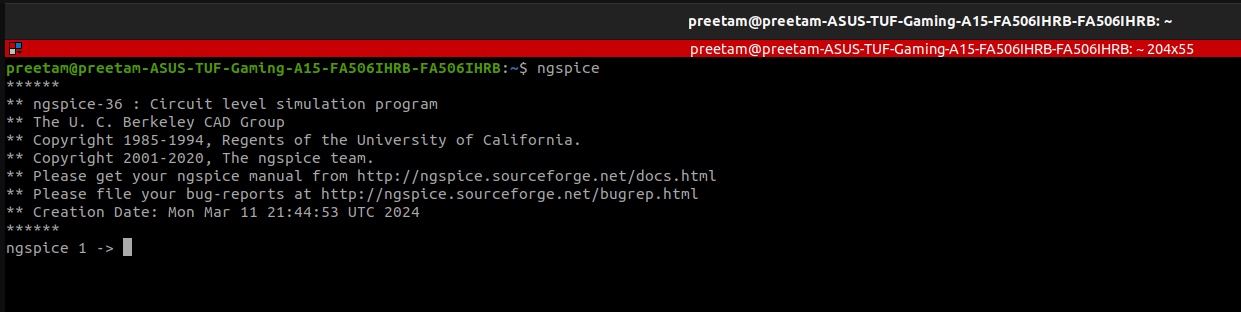 preetam@preetam-ASUS-TUF-Gaming-A15-FA506IHRB-FA506IHRB: ~
preetam@preetam-ASUS-TUF-Gaming-A15-FA506IHRB-FA506IHRB: ~ 204x55
preetam@preetam-ASUS-TUF-Gaming-A15-FA506IHRB-FA506IHRB:~$ ngspice
******
** ngspice-36 : Circuit level simulation program
** The U. C. Berkeley CAD Group
** Copyright 1985-1994, Regents of the University of California.
** Copyright 2001-2020, The ngspice team.
** Please get your ngspice manual from http://ngspice.sourceforge.net/docs.html
** Please file your bug-reports at http://ngspice.sourceforge.net/bugrep.html
** Creation Date: Mon Mar 11 21:44:53 UTC 2024
******
ngspice 1 ->